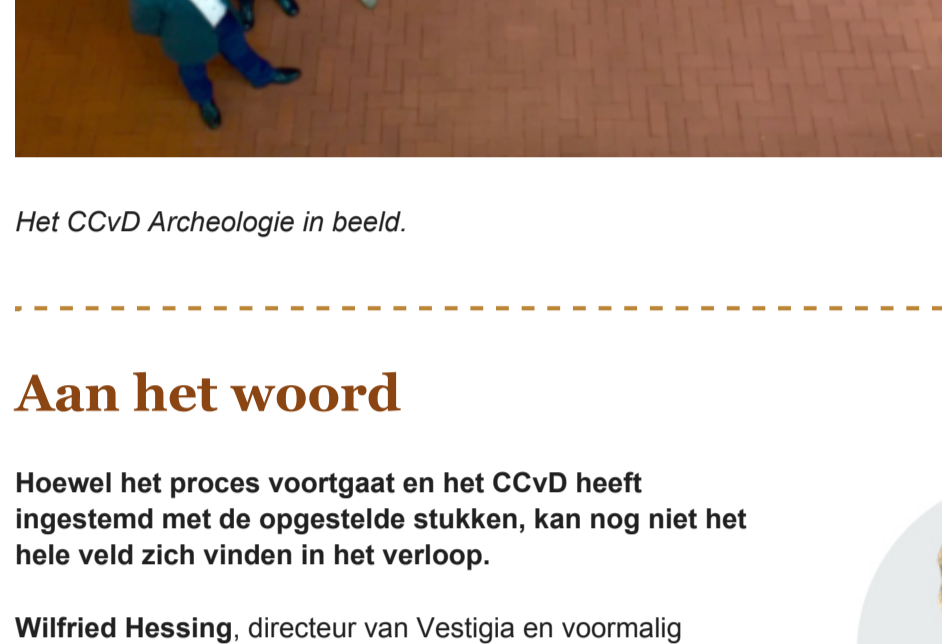 Het CCvD Archeologie in beeld.
Aan het woord
Hoewel het proces voortgaat en het CCvD heeft
ingestemd met de opgestelde stukken, kan nog niet het
hele veld zich vinden in het verloop.
Wilfried Hessing, directeur van Vestigia en voormalig